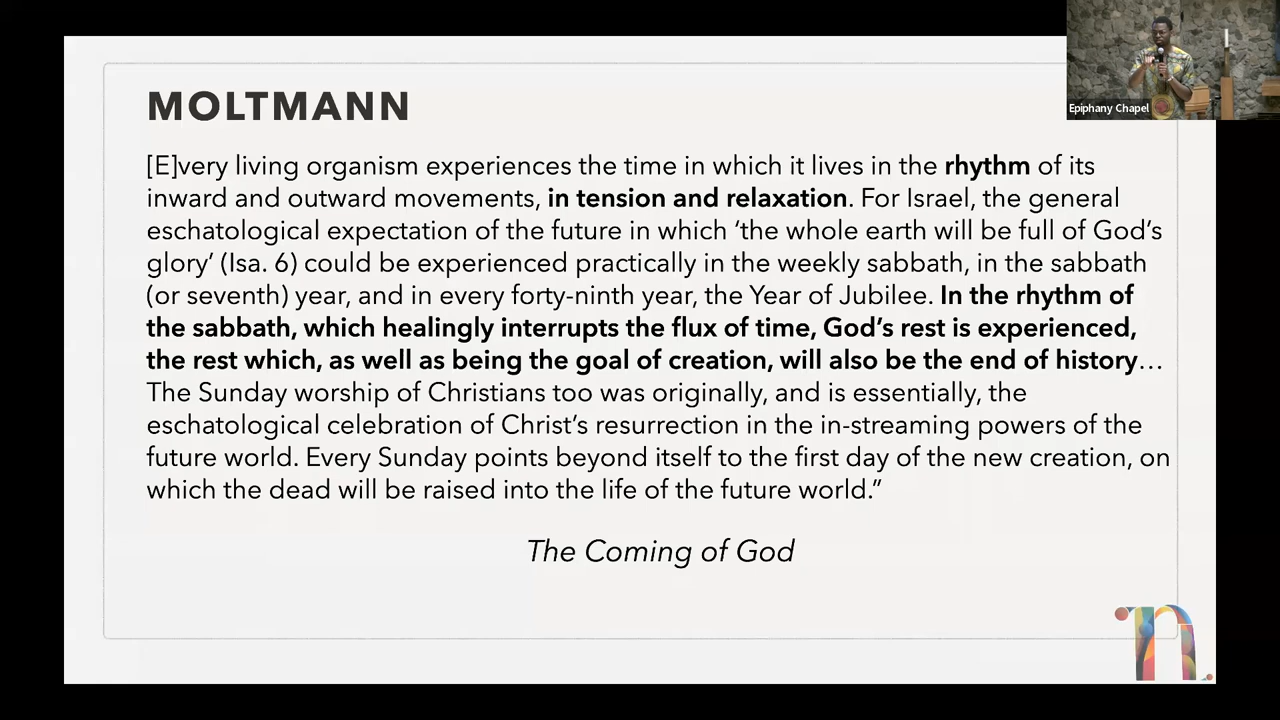 MOLTMANN
Epiphany Chapel
[E]very living organism experiences the time in which it lives in the rhythm of its
inward and outward movements, in tension and relaxation. For Israel, the general
eschatological expectation of the future in which ‘the whole earth will be full of God’s
glory’ (Isa. 6) could be experienced practically in the weekly sabbath, in the sabbath
(or seventh) year, and in every forty-ninth year, the Year of Jubilee. In the rhythm of
the sabbath, which healingly interrupts the flux of time, God’s rest is experienced,
the rest which, as well as being the goal of creation, will also be the end of history…
The Sunday worship of Christians too was originally, and is essentially, the
eschatological celebration of Christ’s resurrection in the in-streaming powers of the
future world. Every Sunday points beyond itself to the first day of the new creation, on
which the dead will be raised into the life of the future world.”
The Coming of God
n.